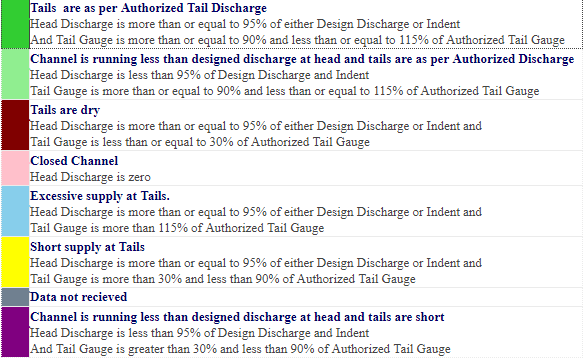 Tails are as per Authorized Tail Discharge
Head Discharge is more than or equal to 95% of either Design Discharge or Indent
And Tail Gauge is more than or equal to 90% and less than or equal to 115% of Authorized Tail Gauge
Channel is running less than designed discharge at head and tails are as per Authorized Discharge
Head Discharge is less than 95% of Design Discharge and Indent
Tail Gauge is more than or equal to 90% and less than or equal to 115% of Authorized Tail Gauge
Tails are dry
Head Discharge is more than or equal to 95% of either Design Discharge or Indent and
Tail Gauge is less than or equal to 30% of Authorized Tail Gauge
Closed Channel
Head Discharge is zero
Excessive supply at Tails.
Head Discharge is more than or equal to 95% of either Design Discharge or Indent and
Tail Gauge is more than 115% of Authorized Tail Gauge
Short supply at Tails
Head Discharge is more than or equal to 95% of either Design Discharge or Indent and
Tail Gauge is more than 30% and less than 90% of Authorized Tail Gauge
Data not recieved
Channel is running less than designed discharge at head and tails are short
Head Discharge is less than 95% of Design Discharge and Indent
And Tail Gauge is greater than 30% and less than 90% of Authorized Tail Gauge